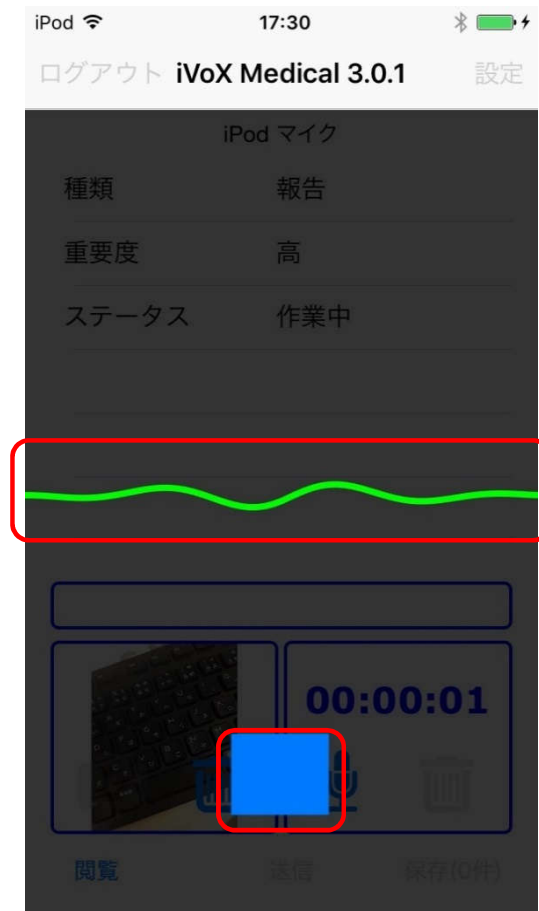 iPod 17:30
ログアウト iVoX Medical 3.0.1 設定
iPod マイク
種類 報告
重要度 高
ステータス 作業中
00:00:01
閲覧 送信 保存(0件)